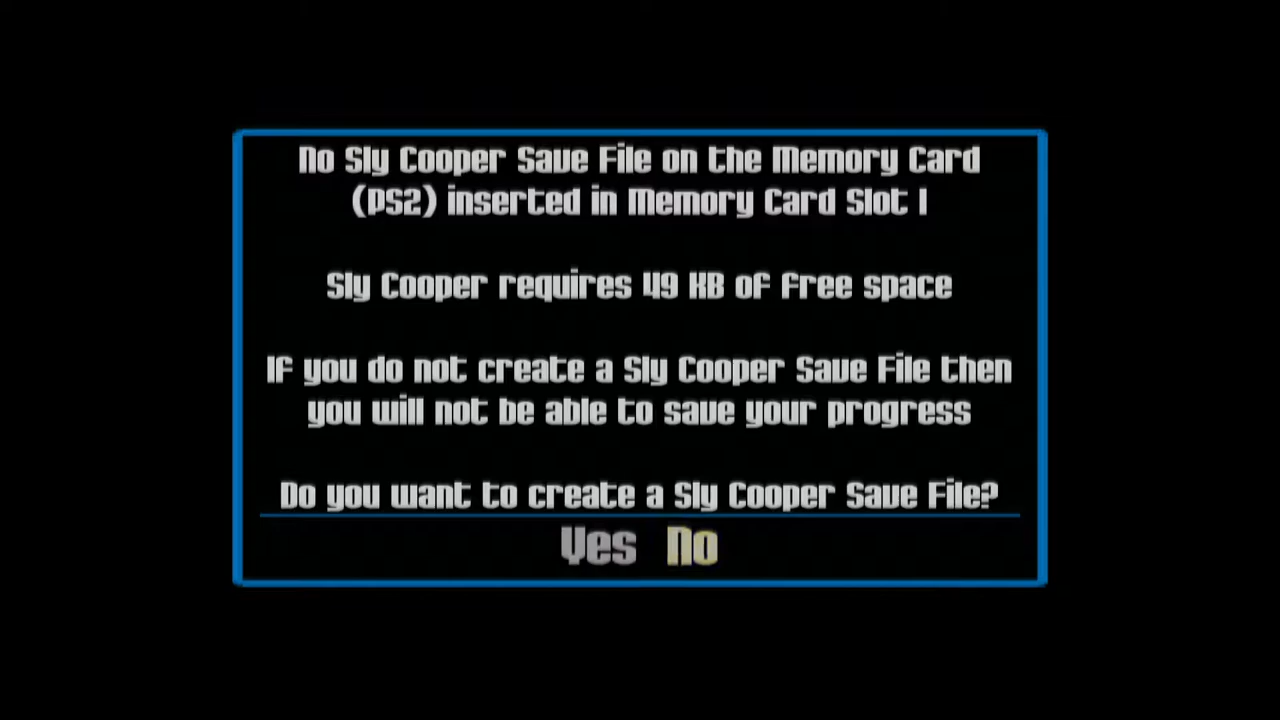 No Sly Cooper Save File on the Memory Card
(PS2) inserted in Memory Card Slot 1
Sly Cooper requires 49 KB of free space
If you do not create a Sly Cooper Save File then
you will not be able to save your progress
Do you want to create a Sly Cooper Save File?
Yes No